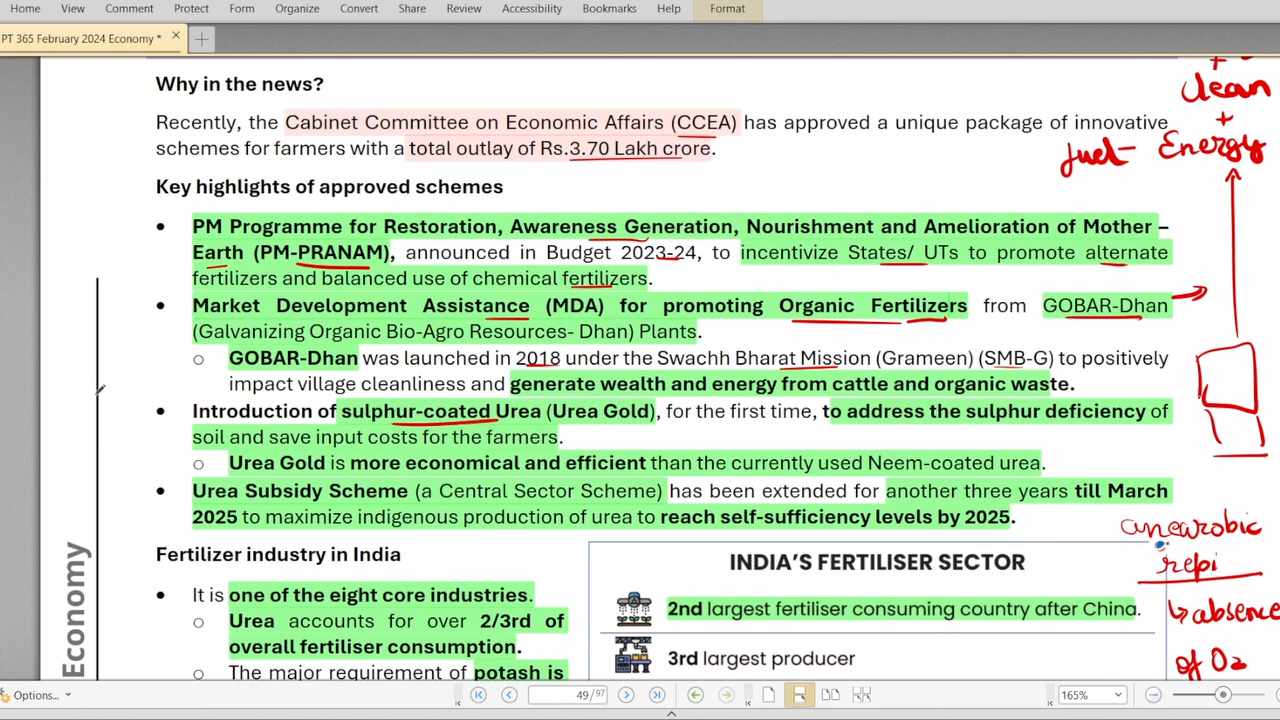 Home View Comment Protect Form Organize Convert Share Review Accessibility Bookmarks Help Format
PT 365 February 2024 Economy *
Why in the news?
Recently, the Cabinet Committee on Economic Affairs (CCEA) has approved a unique package of innovative
schemes for farmers with a total outlay of Rs.3.70 Lakh crore.
Key highlights of approved schemes
• PM Programme for Restoration, Awareness Generation, Nourishment and Amelioration of Mother –
Earth (PM-PRANAM), announced in Budget 2023-24, to incentivize States/ UTs to promote alternate
fertilizers and balanced use of chemical fertilizers.
• Market Development Assistance (MDA) for promoting Organic Fertilizers from GOBAR-Dhan
(Galvanizing Organic Bio-Agro Resources- Dhan) Plants.
○ GOBAR-Dhan was launched in 2018 under the Swachh Bharat Mission (Grameen) (SMB-G) to positively
impact village cleanliness and generate wealth and energy from cattle and organic waste.
• Introduction of sulphur-coated Urea (Urea Gold), for the first time, to address the sulphur deficiency of
soil and save input costs for the farmers.
○ Urea Gold is more economical and efficient than the currently used Neem-coated urea.
• Urea Subsidy Scheme (a Central Sector Scheme) has been extended for another three years till March
2025 to maximize indigenous production of urea to reach self-sufficiency levels by 2025.
Fertilizer industry in India
• It is one of the eight core industries.
○ Urea accounts for over 2/3rd of
overall fertiliser consumption.
○ The major requirement of potash is
INDIA'S FERTILISER SECTOR
2nd largest fertiliser consuming country after China.
3rd largest producer
+
clean
+
fuel- Energy
anearobic
repi
↳ absence
of O2
Economy
Options...
49 / 97
165%